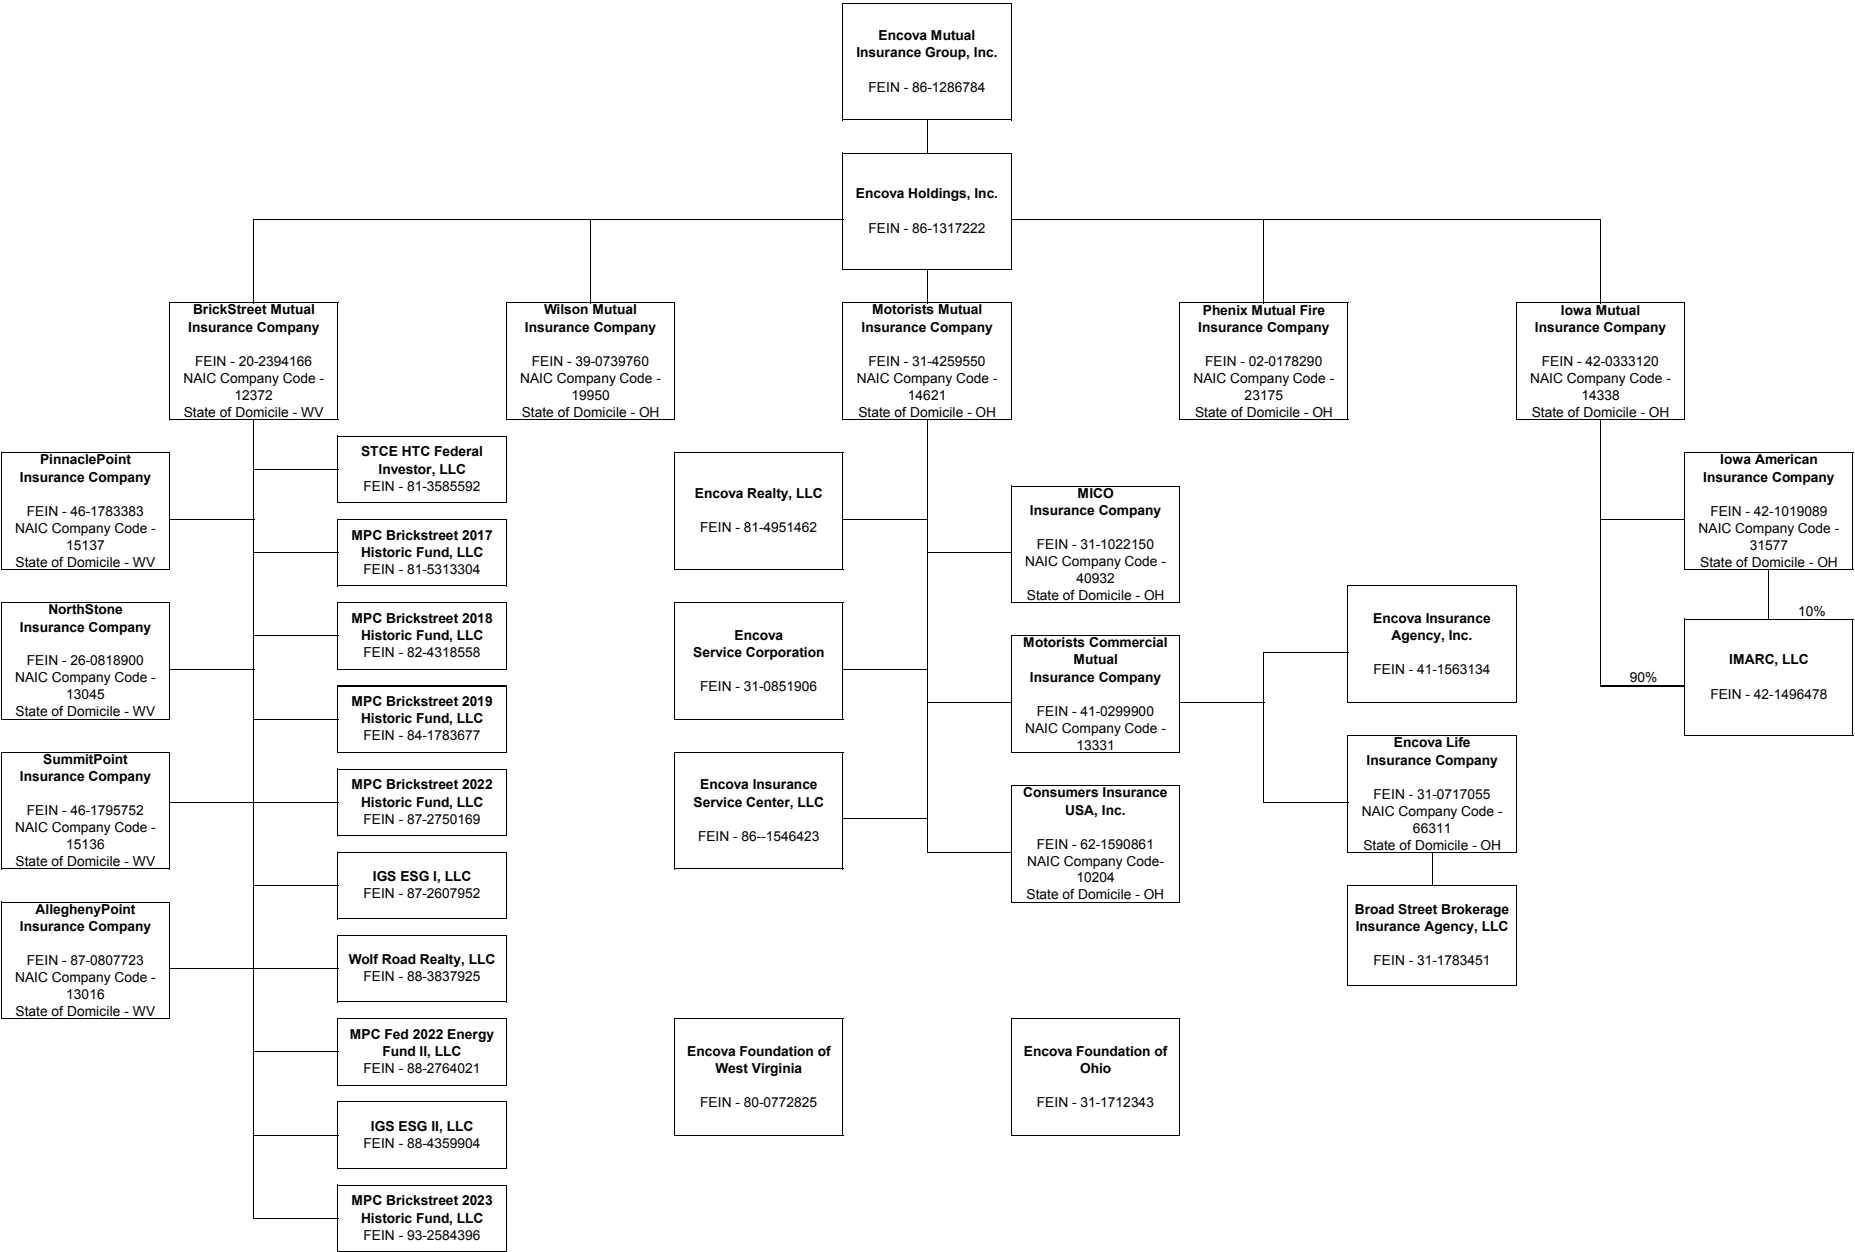 Encova Mutual
Insurance Group, Inc.
FEIN - 86-1286784
Encova Holdings, Inc.
FEIN - 86-1317222
BrickStreet Mutual
Insurance Company
FEIN - 20-2394166
NAIC Company Code -
12372
State of Domicile - WV
Wilson Mutual
Insurance Company
FEIN - 39-0739760
NAIC Company Code -
19950
State of Domicile - OH
Motorists Mutual
Insurance Company
FEIN - 31-4259550
NAIC Company Code -
14621
State of Domicile - OH
Phenix Mutual Fire
Insurance Company
FEIN - 02-0178290
NAIC Company Code -
23175
State of Domicile - OH
Iowa Mutual
Insurance Company
FEIN - 42-0333120
NAIC Company Code -
14338
State of Domicile - OH
PinnaclePoint
Insurance Company
FEIN - 46-1783383
NAIC Company Code -
15137
State of Domicile - WV
NorthStone
Insurance Company
FEIN - 26-0818900
NAIC Company Code -
13045
State of Domicile - WV
SummitPoint
Insurance Company
FEIN - 46-1795752
NAIC Company Code -
15136
State of Domicile - WV
AlleghenyPoint
Insurance Company
FEIN - 87-0807723
NAIC Company Code -
13016
State of Domicile - WV
STCE HTC Federal
Investor, LLC
FEIN - 81-3585592
MPC Brickstreet 2017
Historic Fund, LLC
FEIN - 81-5313304
MPC Brickstreet 2018
Historic Fund, LLC
FEIN - 82-4318558
MPC Brickstreet 2019
Historic Fund, LLC
FEIN - 84-1783677
MPC Brickstreet 2022
Historic Fund, LLC
FEIN - 87-2750169
IGS ESG I, LLC
FEIN - 87-2607952
Wolf Road Realty, LLC
FEIN - 88-3837925
MPC Fed 2022 Energy
Fund II, LLC
FEIN - 88-2764021
IGS ESG II, LLC
FEIN - 88-4359904
MPC Brickstreet 2023
Historic Fund, LLC
FEIN - 93-2584396
Encova Realty, LLC
FEIN - 81-4951462
Encova
Service Corporation
FEIN - 31-0851906
Encova Insurance
Service Center, LLC
FEIN - 86--1546423
MICO
Insurance Company
FEIN - 31-1022150
NAIC Company Code -
40932
State of Domicile - OH
Motorists Commercial
Mutual
Insurance Company
FEIN - 41-0299900
NAIC Company Code -
13331
Consumers Insurance
USA, Inc.
FEIN - 62-1590861
NAIC Company Code-
10204
State of Domicile - OH
Encova Insurance
Agency, Inc.
FEIN - 41-1563134
Encova Life
Insurance Company
FEIN - 31-0717055
NAIC Company Code -
66311
State of Domicile - OH
Broad Street Brokerage
Insurance Agency, LLC
FEIN - 31-1783451
Iowa American
Insurance Company
FEIN - 42-1019089
NAIC Company Code -
31577
State of Domicile - OH
10%
90%
IMARC, LLC
FEIN - 42-1496478
Encova Foundation of
West Virginia
FEIN - 80-0772825
Encova Foundation of
Ohio
FEIN - 31-1712343